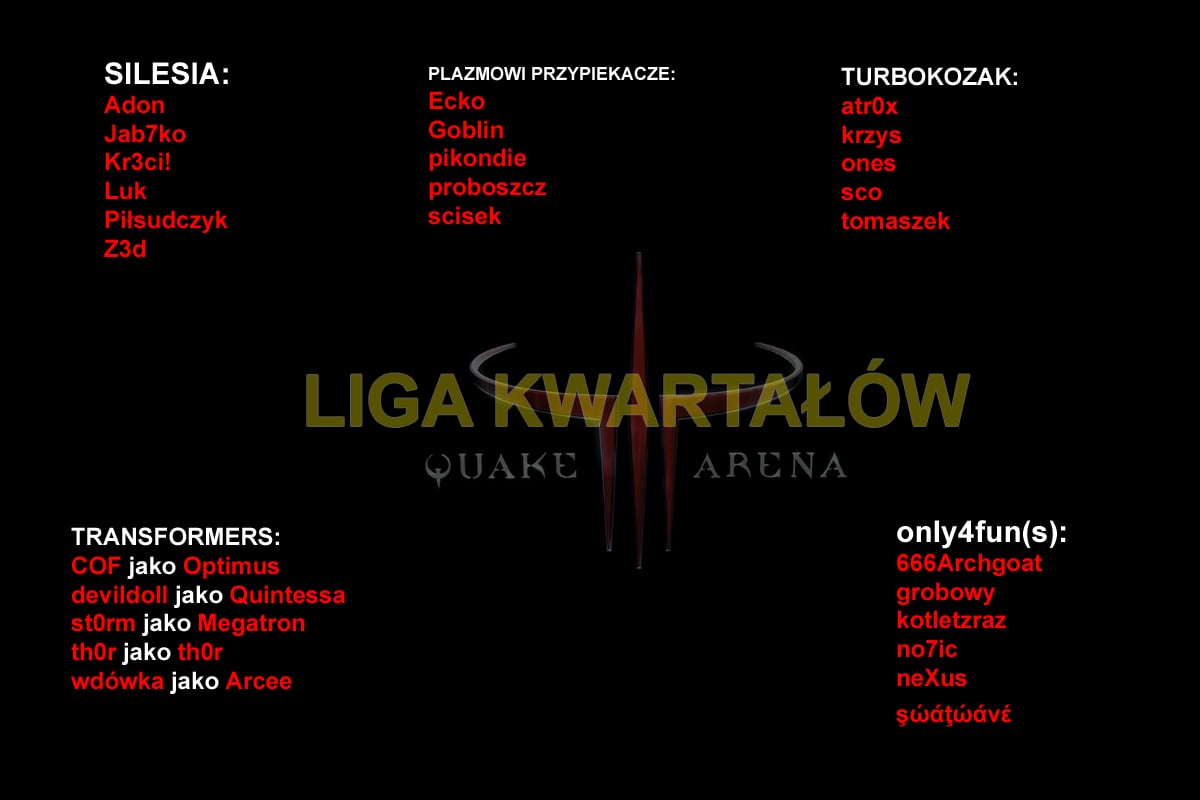 SILESIA:
Adon
Jab7ko
Kr3ci!
Luk
Piłsudczyk
Z3d
PLAZMOWI PRZYPIEKACZE:
Ecko
Goblin
pikondie
proboszcz
scisek
TURBOKOZAK:
atr0x
krzys
ones
sco
tomaszek
LIGA KWARTAŁÓW
QUAKE III ARENA
TRANSFORMERS:
COF jako Optimus
devildoll jako Quintessa
st0rm jako Megatron
th0r jako th0r
wdówka jako Arcee
only4fun(s):
666Archgoat
grobowy
kotletzraz
no7ic
neXus
şώάţώάvέ